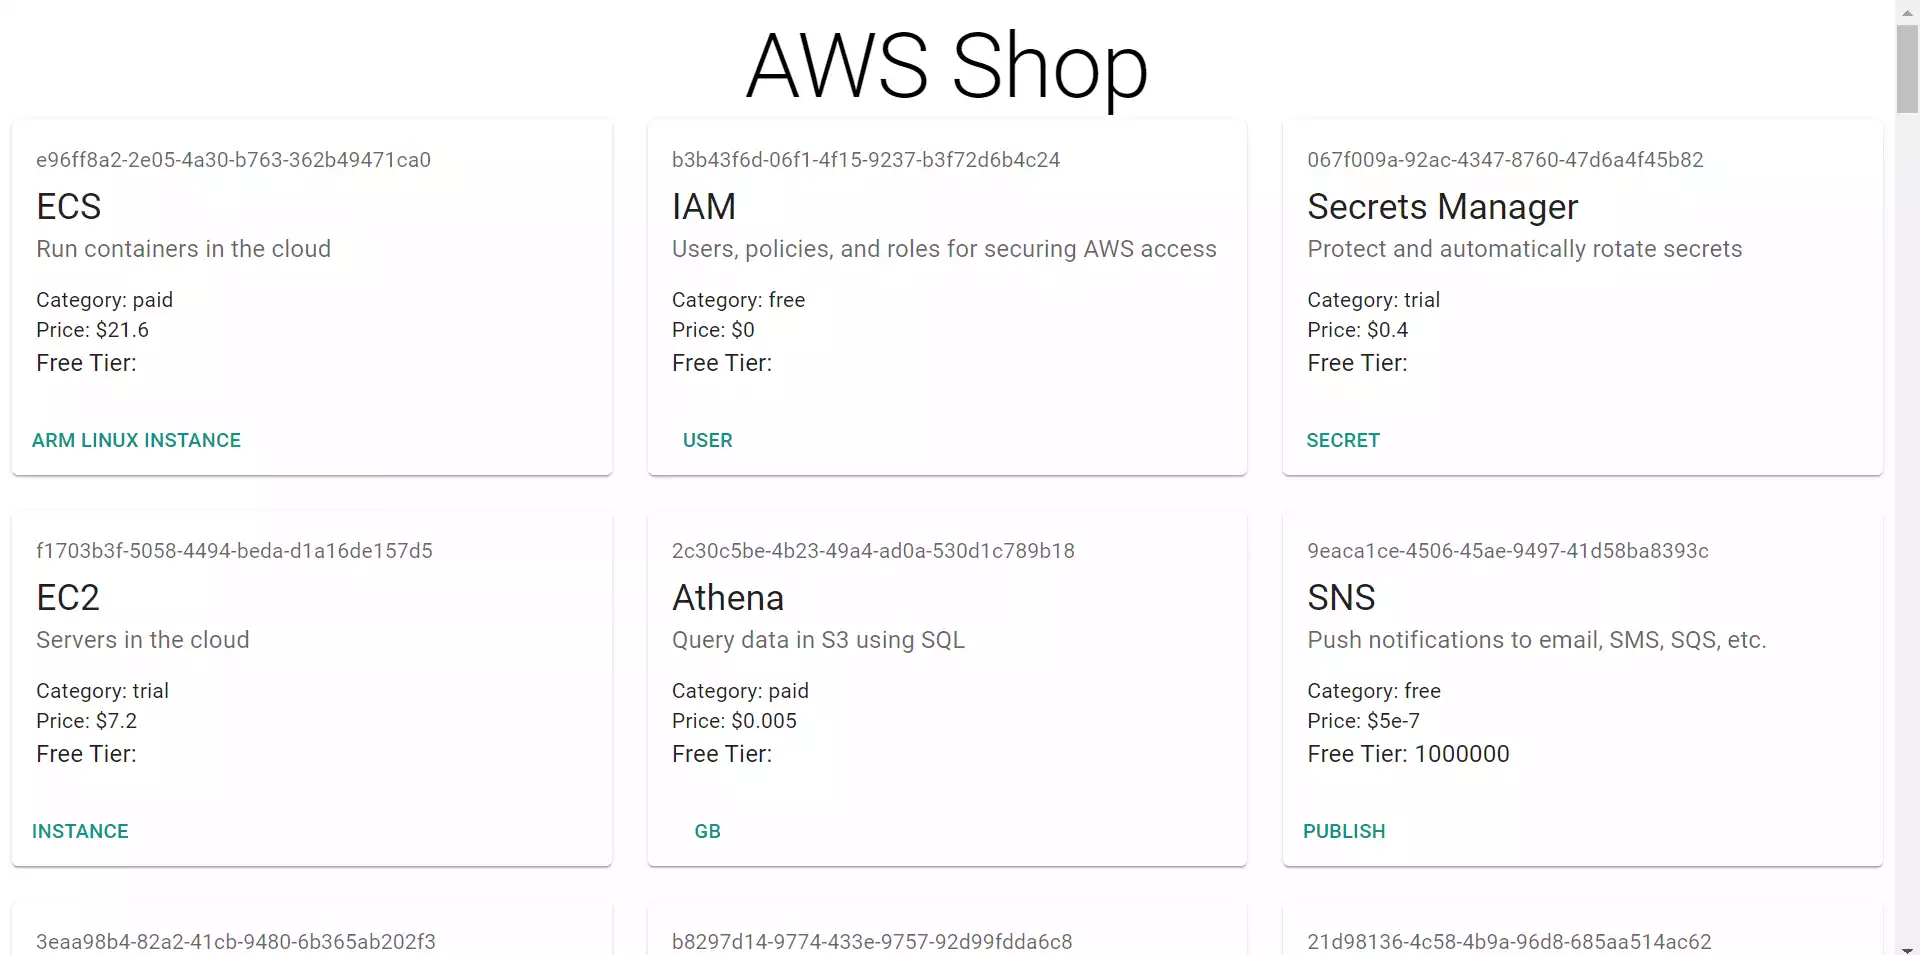 AWS Shop
e96ff8a2-2e05-4a30-b763-362b49471ca0
ECS
Run containers in the cloud
Category: paid
Price: $21.6
Free Tier:
ARM LINUX INSTANCE
b3b43f6d-06f1-4f15-9237-b3f72d6b4c24
IAM
Users, policies, and roles for securing AWS access
Category: free
Price: $0
Free Tier:
USER
067f009a-92ac-4347-8760-47d6a4f45b82
Secrets Manager
Protect and automatically rotate secrets
Category: trial
Price: $0.4
Free Tier:
SECRET
f1703b3f-5058-4494-beda-d1a16de157d5
EC2
Servers in the cloud
Category: trial
Price: $7.2
Free Tier:
INSTANCE
2c30c5be-4b23-49a4-ad0a-530d1c789b18
Athena
Query data in S3 using SQL
Category: paid
Price: $0.005
Free Tier:
GB
9eaca1ce-4506-45ae-9497-41d58ba8393c
SNS
Push notifications to email, SMS, SQS, etc.
Category: free
Price: $5e-7
Free Tier: 1000000
PUBLISH
3eaa98b4-82a2-41cb-9480-6b365ab202f3
b8297d14-9774-433e-9757-92d99fdda6c8
21d98136-4c58-4b9a-96d8-685aa514ac62